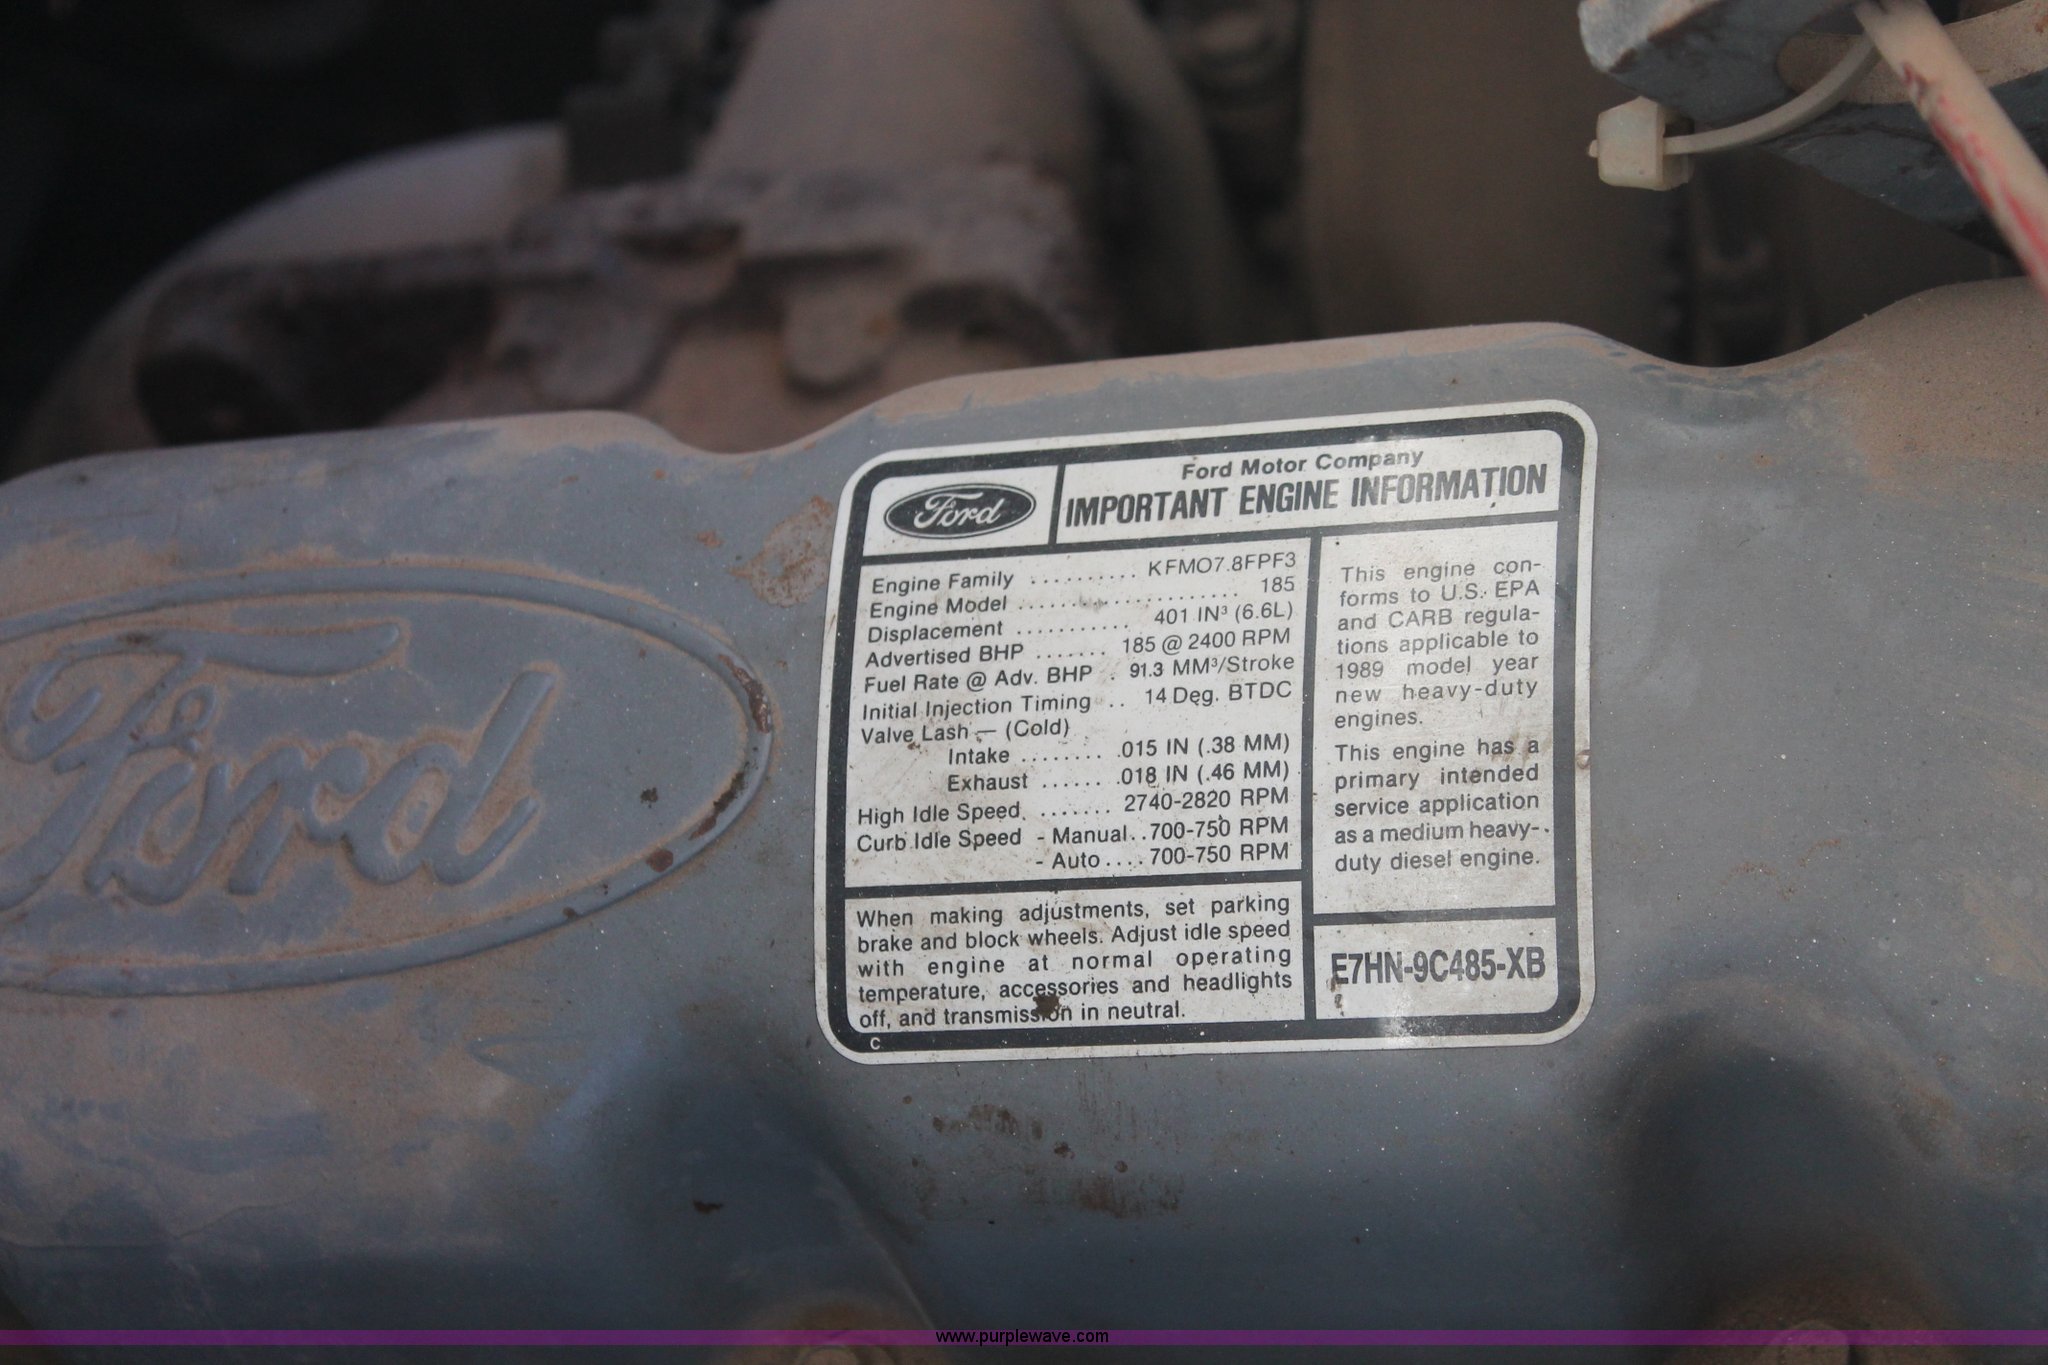 Ford
Ford
Ford Motor Company
IMPORTANT ENGINE INFORMATION
Engine Family .......... KFMO7.8FPF3
Engine Model .................... 185
Displacement ........... 401 IN³ (6.6L)
Advertised BHP ....... 185 @ 2400 RPM
Fuel Rate @ Adv. BHP . 91.3 MM³/Stroke
Initial Injection Timing .. 14 Deg. BTDC
Valve Lash — (Cold)
Intake ........ .015 IN (.38 MM)
Exhaust ...... .018 IN (.46 MM)
High Idle Speed ....... 2740-2820 RPM
Curb Idle Speed - Manual..700-750 RPM
- Auto....700-750 RPM
When making adjustments, set parking
brake and block wheels. Adjust idle speed
with engine at normal operating
temperature, accessories and headlights
off, and transmission in neutral.
C
This engine con-
forms to U.S. EPA
and CARB regula-
tions applicable to
1989 model year
new heavy-duty
engines.
This engine has a
primary intended
service application
as a medium heavy-
duty diesel engine.
E7HN-9C485-XB
www.purplewave.com